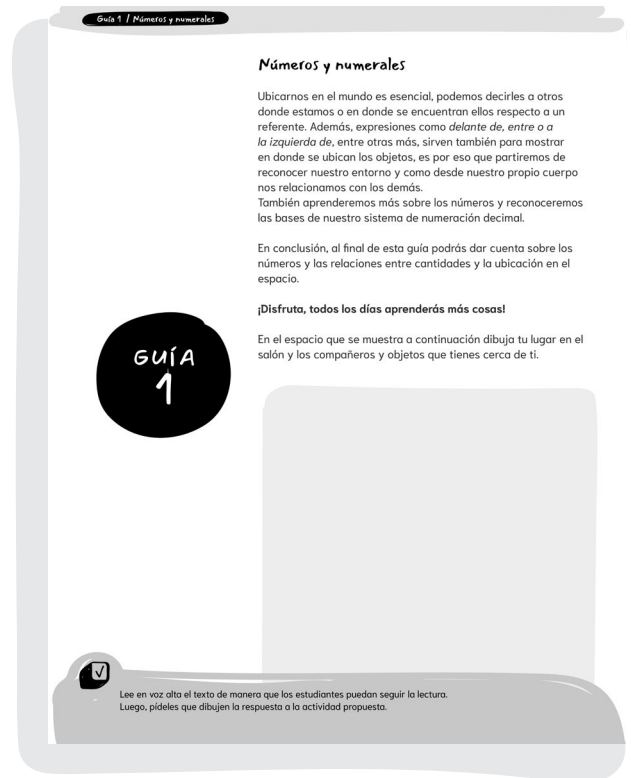 Guía 1 / Números y numerales
Números y numerales
Ubicarnos en el mundo es esencial, podemos decirles a otros
donde estamos o en donde se encuentran ellos respecto a un
referente. Además, expresiones como delante de, entre o a
la izquierda de, entre otras más, sirven también para mostrar
en donde se ubican los objetos, es por eso que partiremos de
reconocer nuestro entorno y como desde nuestro propio cuerpo
nos relacionamos con los demás.
También aprenderemos más sobre los números y reconoceremos
las bases de nuestro sistema de numeración decimal.
En conclusión, al final de esta guía podrás dar cuenta sobre los
números y las relaciones entre cantidades y la ubicación en el
espacio.
¡Disfruta, todos los días aprenderás más cosas!
En el espacio que se muestra a continuación dibuja tu lugar en el
salón y los compañeros y objetos que tienes cerca de ti.
GUÍA
1
Lee en voz alta el texto de manera que los estudiantes puedan seguir la lectura.
Luego, pídeles que dibujen la respuesta a la actividad propuesta.